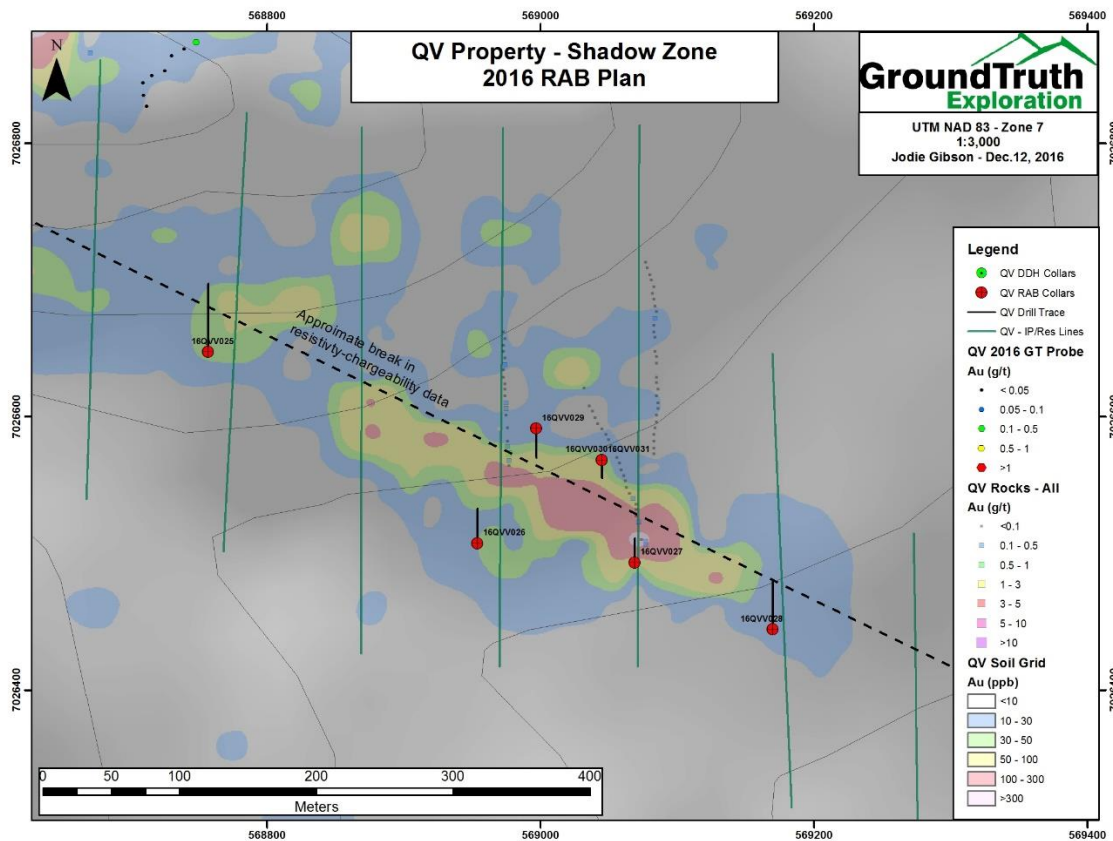 568800
569000
569200
569400
N
QV Property - Shadow Zone
2016 RAB Plan
GroundTruth
Exploration
UTM NAD 83 - Zone 7
1:3,000
Jodie Gibson - Dec.12, 2016
7026800
7026800
Legend
QV DDH Collars
QV RAB Collars
QV Drill Trace
QV - IP/Res Lines
QV 2016 GT Probe
Au (g/t)
< 0.05
0.05 - 0.1
0.1 - 0.5
0.5 - 1
>1
QV Rocks - All
Au (g/t)
<0.1
0.1 - 0.5
0.5 - 1
1 - 3
3 - 5
5 - 10
>10
QV Soil Grid
Au (ppb)
<10
10 - 30
30 - 50
50 - 100
100 - 300
>300
Approimate break in
resistivty-chargeability data
16QVV025
7026600
7026600
16QVV029
16QVV03016QVV031
16QVV026
16QVV027
16QVV028
7026400
7026400
0 50 100 200 300 400
Meters
568800
569000
569200
569400